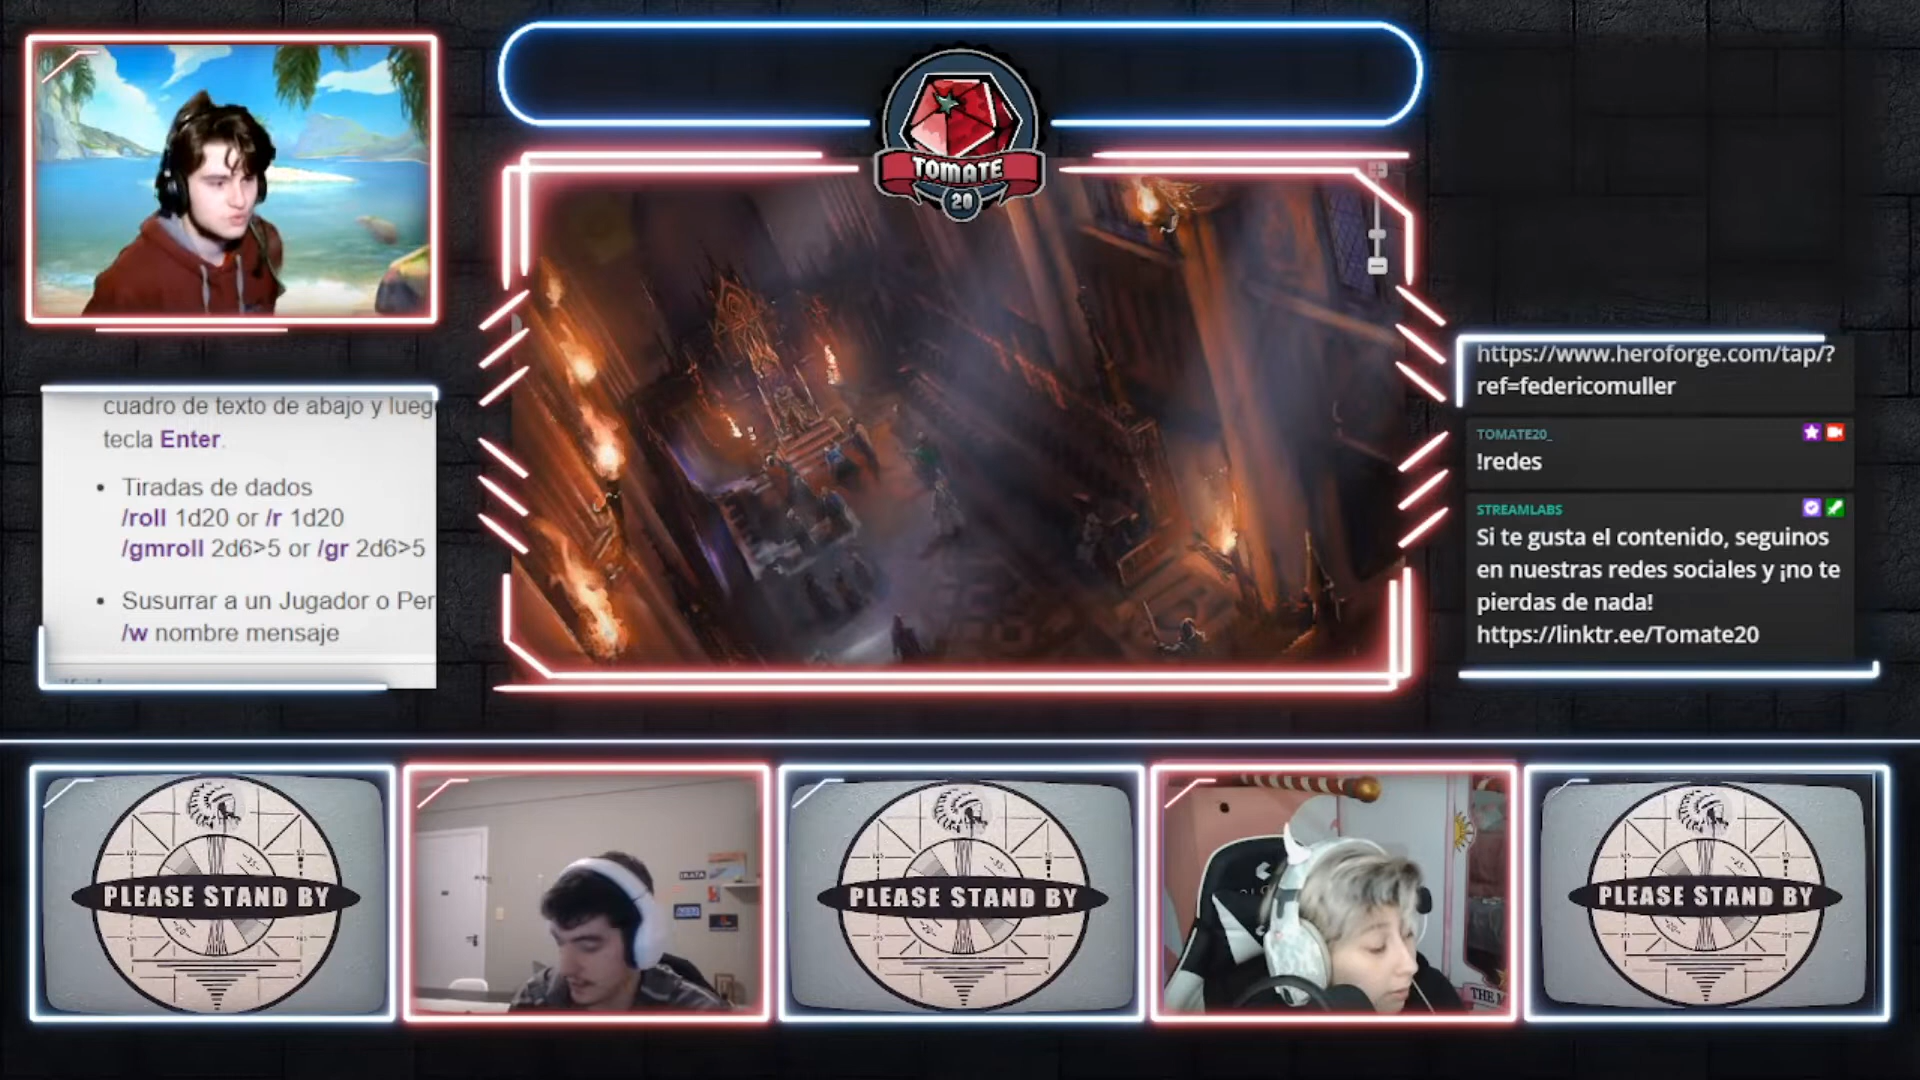 TOMATE
20
cuadro de texto de abajo y lueg
tecla Enter.
• Tiradas de dados
/roll 1d20 or /r 1d20
/gmroll 2d6>5 or /gr 2d6>5
• Susurrar a un Jugador o Per
/w nombre mensaje
https://www.heroforge.com/tap/?
ref=federicomuller
TOMATE20_
!redes
STREAMLABS
Si te gusta el contenido, seguinos
en nuestras redes sociales y ¡no te
pierdas de nada!
https://linktr.ee/Tomate20
PLEASE STAND BY
PLEASE STAND BY
THE M
PLEASE STAND BY